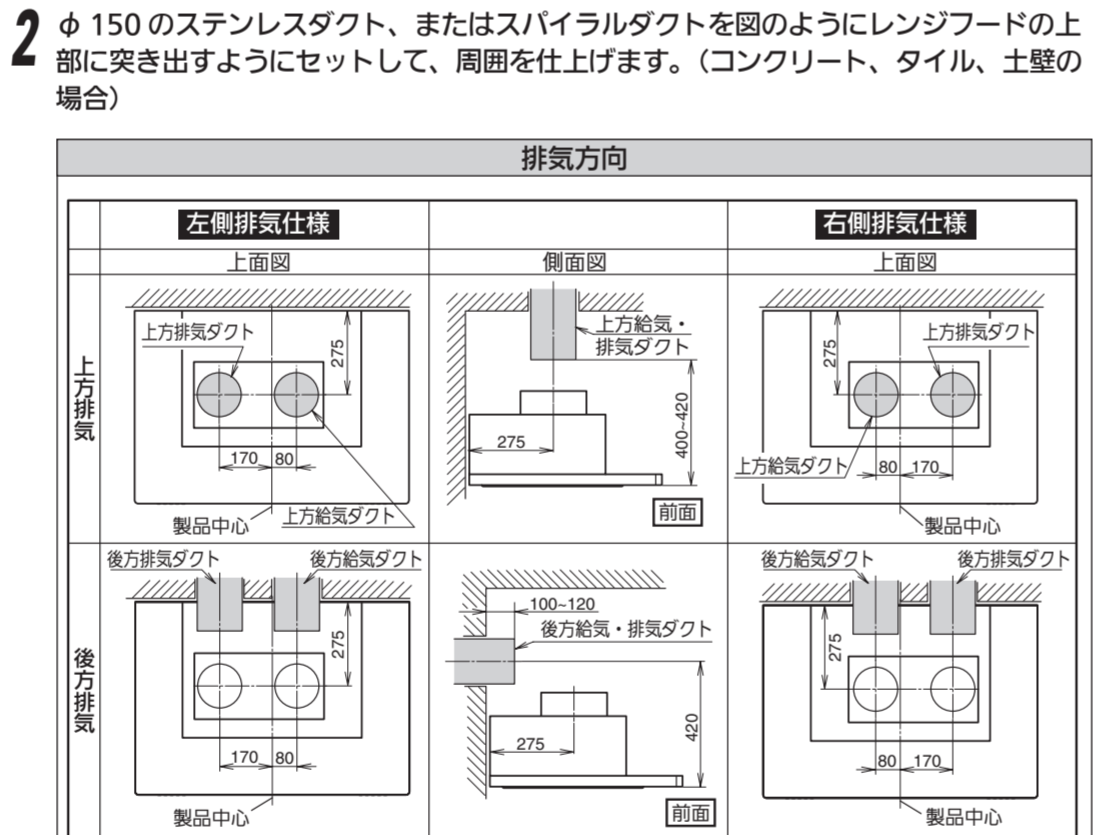 2 φ 150 のステンレスダクト、またはスパイラルダクトを図のようにレンジフードの上
部に突き出すようにセットして、周囲を仕上げます。（コンクリート、タイル、土壁の
場合）
排気方向
左側排気仕様
右側排気仕様
上面図
側面図
上面図
上方排気
上方排気ダクト
275
170
80
製品中心
上方給気ダクト
上方給気・
排気ダクト
275
400~420
前面
上方排気ダクト
275
上方給気ダクト
80
170
製品中心
後方排気
後方排気ダクト
後方給気ダクト
275
170
80
製品中心
100~120
後方給気・排気ダクト
275
420
前面
後方給気ダクト
後方排気ダクト
275
80
170
製品中心